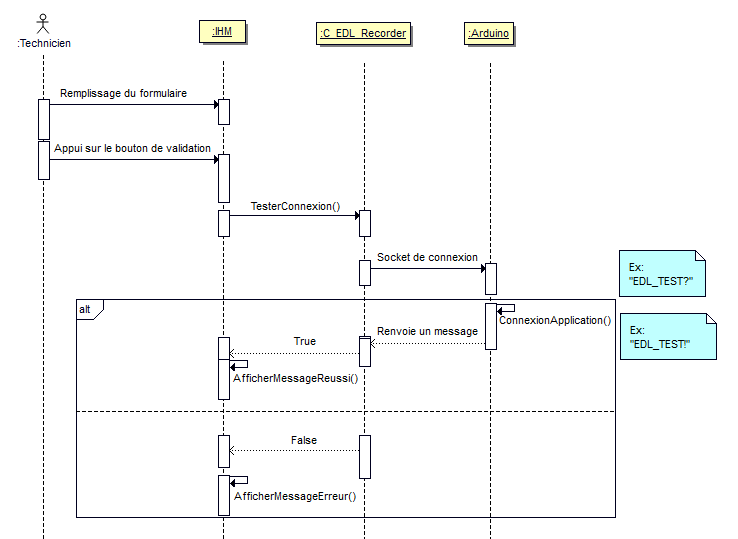 :Technicien
:IHM
:C_EDL_Recorder
:Arduino
Remplissage du formulaire
Appui sur le bouton de validation
TesterConnexion()
Socket de connexion
Ex:
"EDL_TEST?"
alt
ConnexionApplication()
Ex:
"EDL_TEST!"
Renvoie un message
True
AfficherMessageReussi()
False
AfficherMessageErreur()